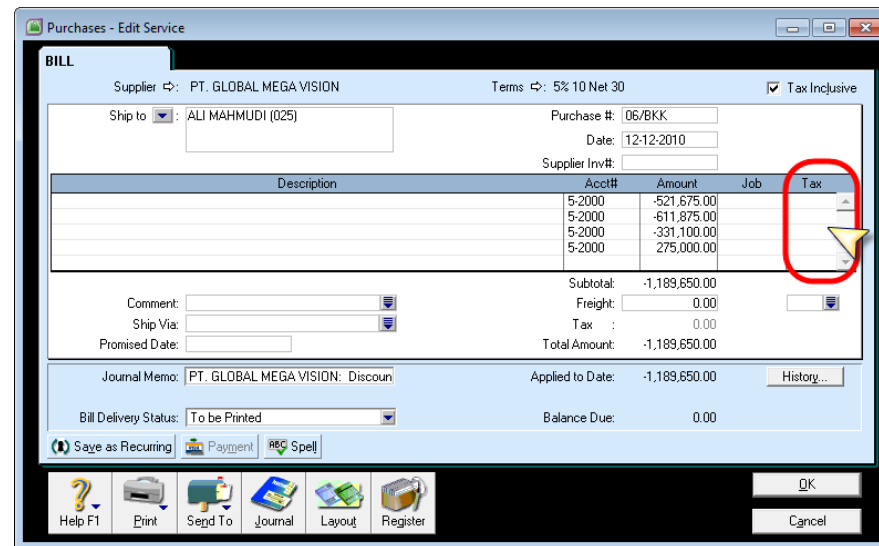 Purchases - Edit Service
BILL
Supplier ⇨: PT. GLOBAL MEGA VISION Terms ⇨: 5% 10 Net 30 Tax Inclusive
Ship to : ALI MAHMUDI (025) Purchase #: 06/BKK
Date: 12-12-2010
Supplier Inv#:
Description Acct# Amount Job Tax
5-2000 -521,675.00
5-2000 -611,875.00
5-2000 -331,100.00
5-2000 275,000.00
Subtotal: -1,189,650.00
Comment: Freight: 0.00
Ship Via: Tax : 0.00
Promised Date: Total Amount: -1,189,650.00
Journal Memo: PT. GLOBAL MEGA VISION: Discoun Applied to Date: -1,189,650.00 History...
Bill Delivery Status: To be Printed Balance Due: 0.00
Save as Recurring Payment ABC Spell
Help F1 Print Send To Journal Layout Register OK
Cancel